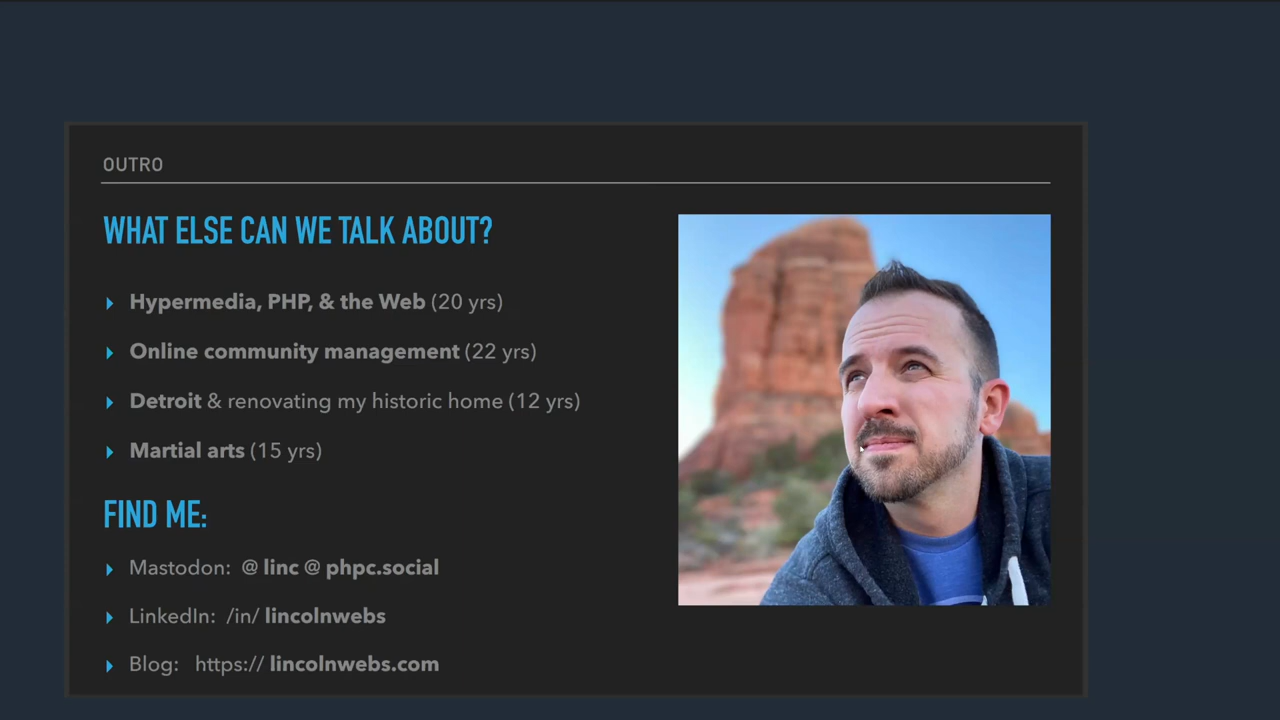 OUTRO
WHAT ELSE CAN WE TALK ABOUT?
Hypermedia, PHP, & the Web (20 yrs)
Online community management (22 yrs)
Detroit & renovating my historic home (12 yrs)
Martial arts (15 yrs)
FIND ME:
Mastodon: @ linc @ phpc.social
LinkedIn: /in/ lincolnwebs
Blog: https:// lincolnwebs.com